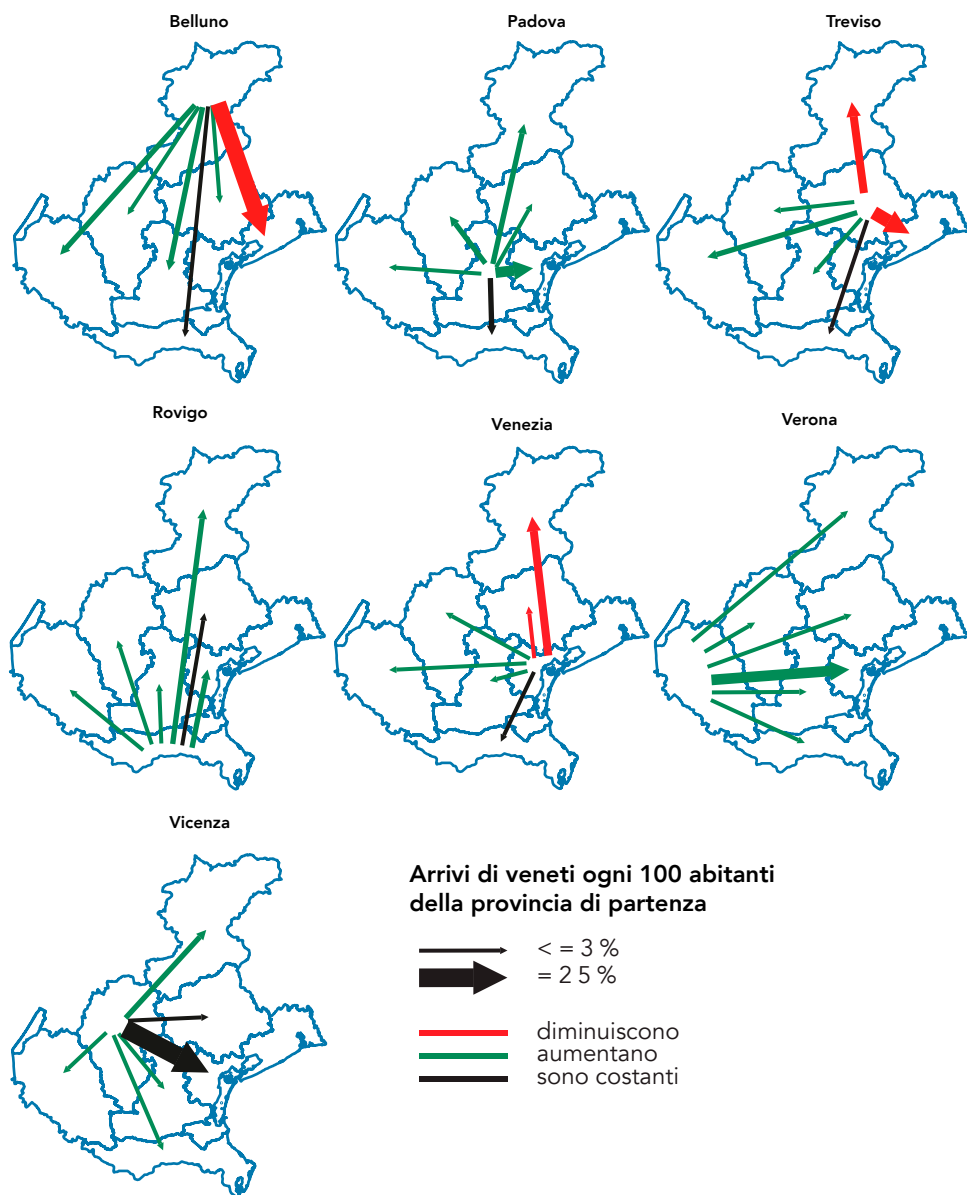 Belluno
Padova
Treviso
Rovigo
Venezia
Verona
Vicenza
Arrivi di veneti ogni 100 abitanti
della provincia di partenza
< = 3 %
= 2 5 %
diminuiscono
aumentano
sono costanti